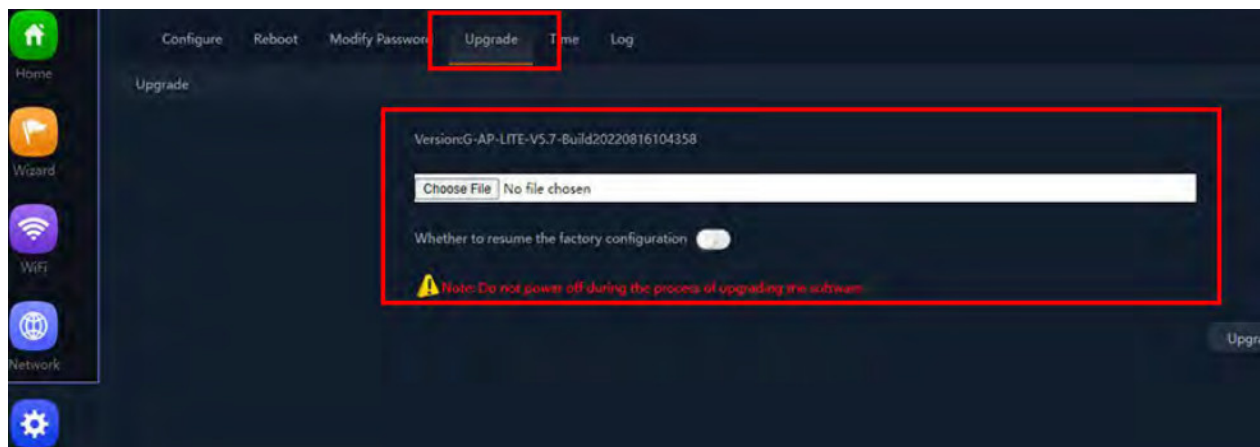 Configure Reboot Modify Password Upgrade Time Log
Home
Upgrade
Version:G-AP-LITE-V5.7-Build20220816104358
Wizard
Choose File No file chosen
Whether to resume the factory configuration
WiFi
Note: Do not power off during the process of upgrading the software
Upgra
Network